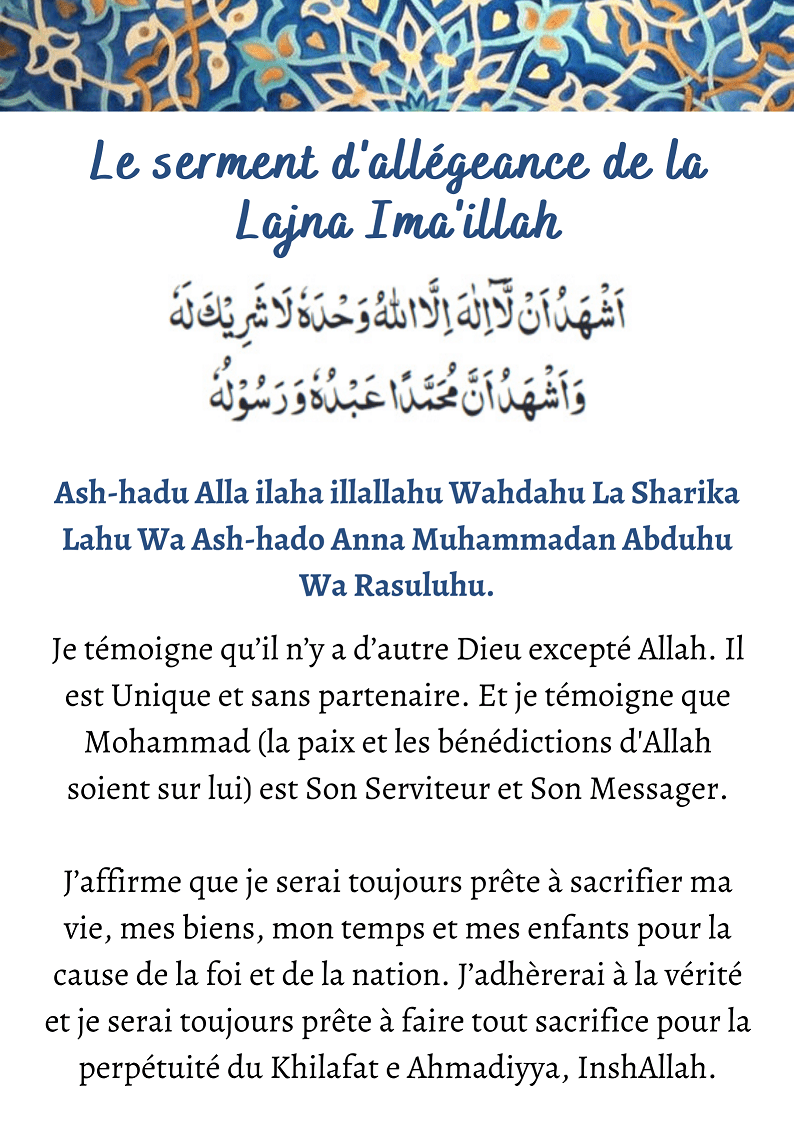 Le serment d'allégeance de la
Lajna Ima'illah
اَشْهَدُ اَنْ لَّاۤ اِلٰهَ اِلَّا اللّٰهُ وَحْدَهٗ لَا شَرِيْكَ لَهٗ
وَاَشْهَدُ اَنَّ مُحَمَّدًا عَبْدُهٗ وَ رَسُوْلُهٗ
Ash-hadu Alla ilaha illallahu Wahdahu La Sharika
Lahu Wa Ash-hado Anna Muhammadan Abduhu
Wa Rasuluhu.
Je témoigne qu’il n’y a d’autre Dieu excepté Allah. Il
est Unique et sans partenaire. Et je témoigne que
Mohammad (la paix et les bénédictions d'Allah
soient sur lui) est Son Serviteur et Son Messager.
J’affirme que je serai toujours prête à sacrifier ma
vie, mes biens, mon temps et mes enfants pour la
cause de la foi et de la nation. J’adhèrerai à la vérité
et je serai toujours prête à faire tout sacrifice pour la
perpétuité du Khilafat e Ahmadiyya, InshAllah.